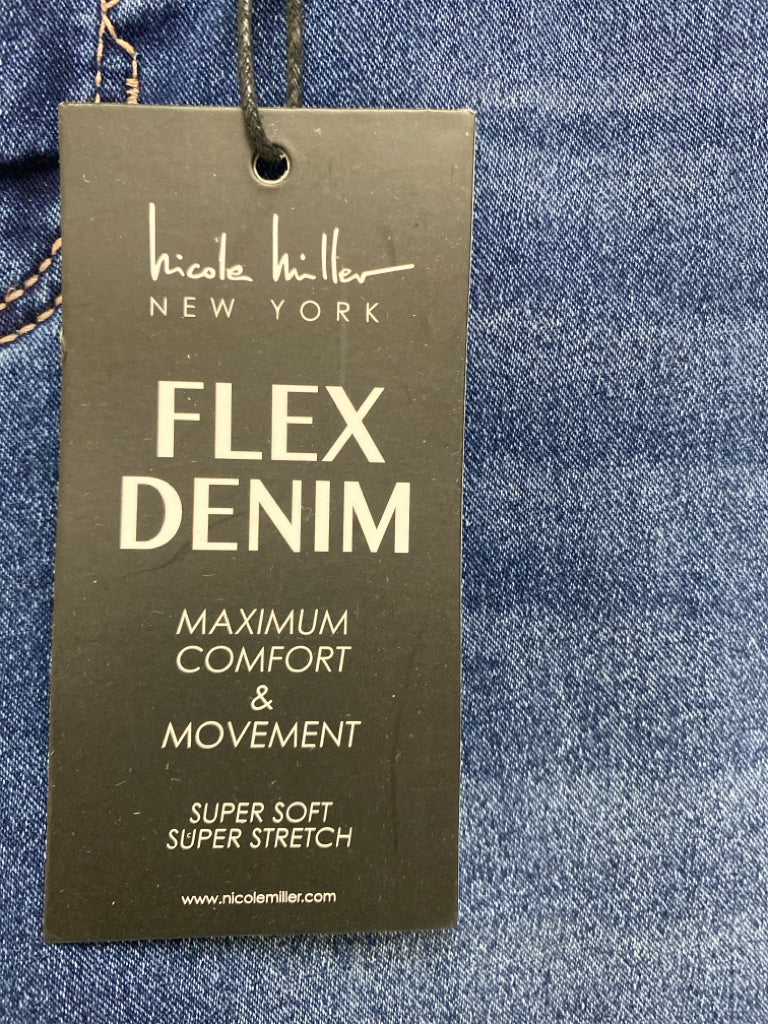 nicole miller
NEW YORK
FLEX
DENIM
MAXIMUM
COMFORT
&
MOVEMENT
SUPER SOFT
SUPER STRETCH
www.nicolemiller.com